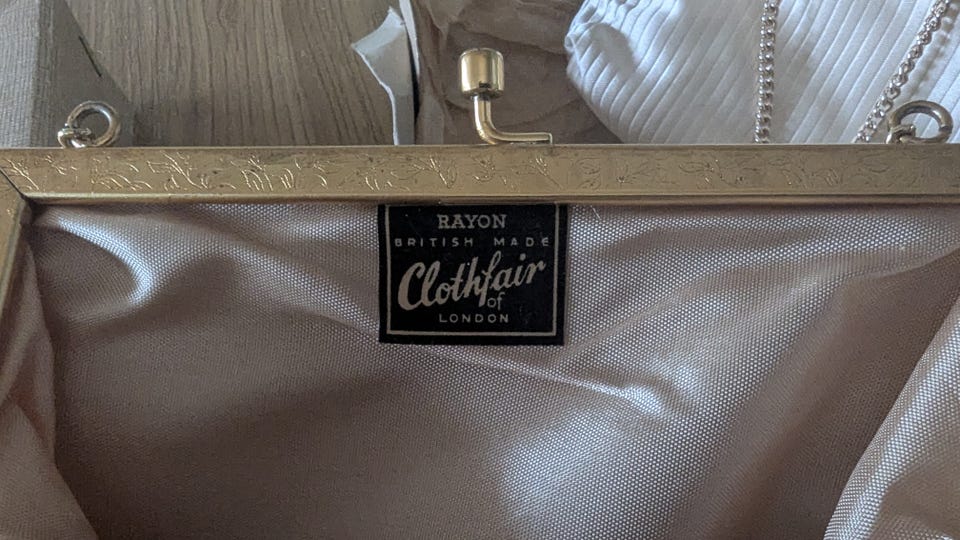 RAYON
BRITISH MADE
Clothfair
of
LONDON